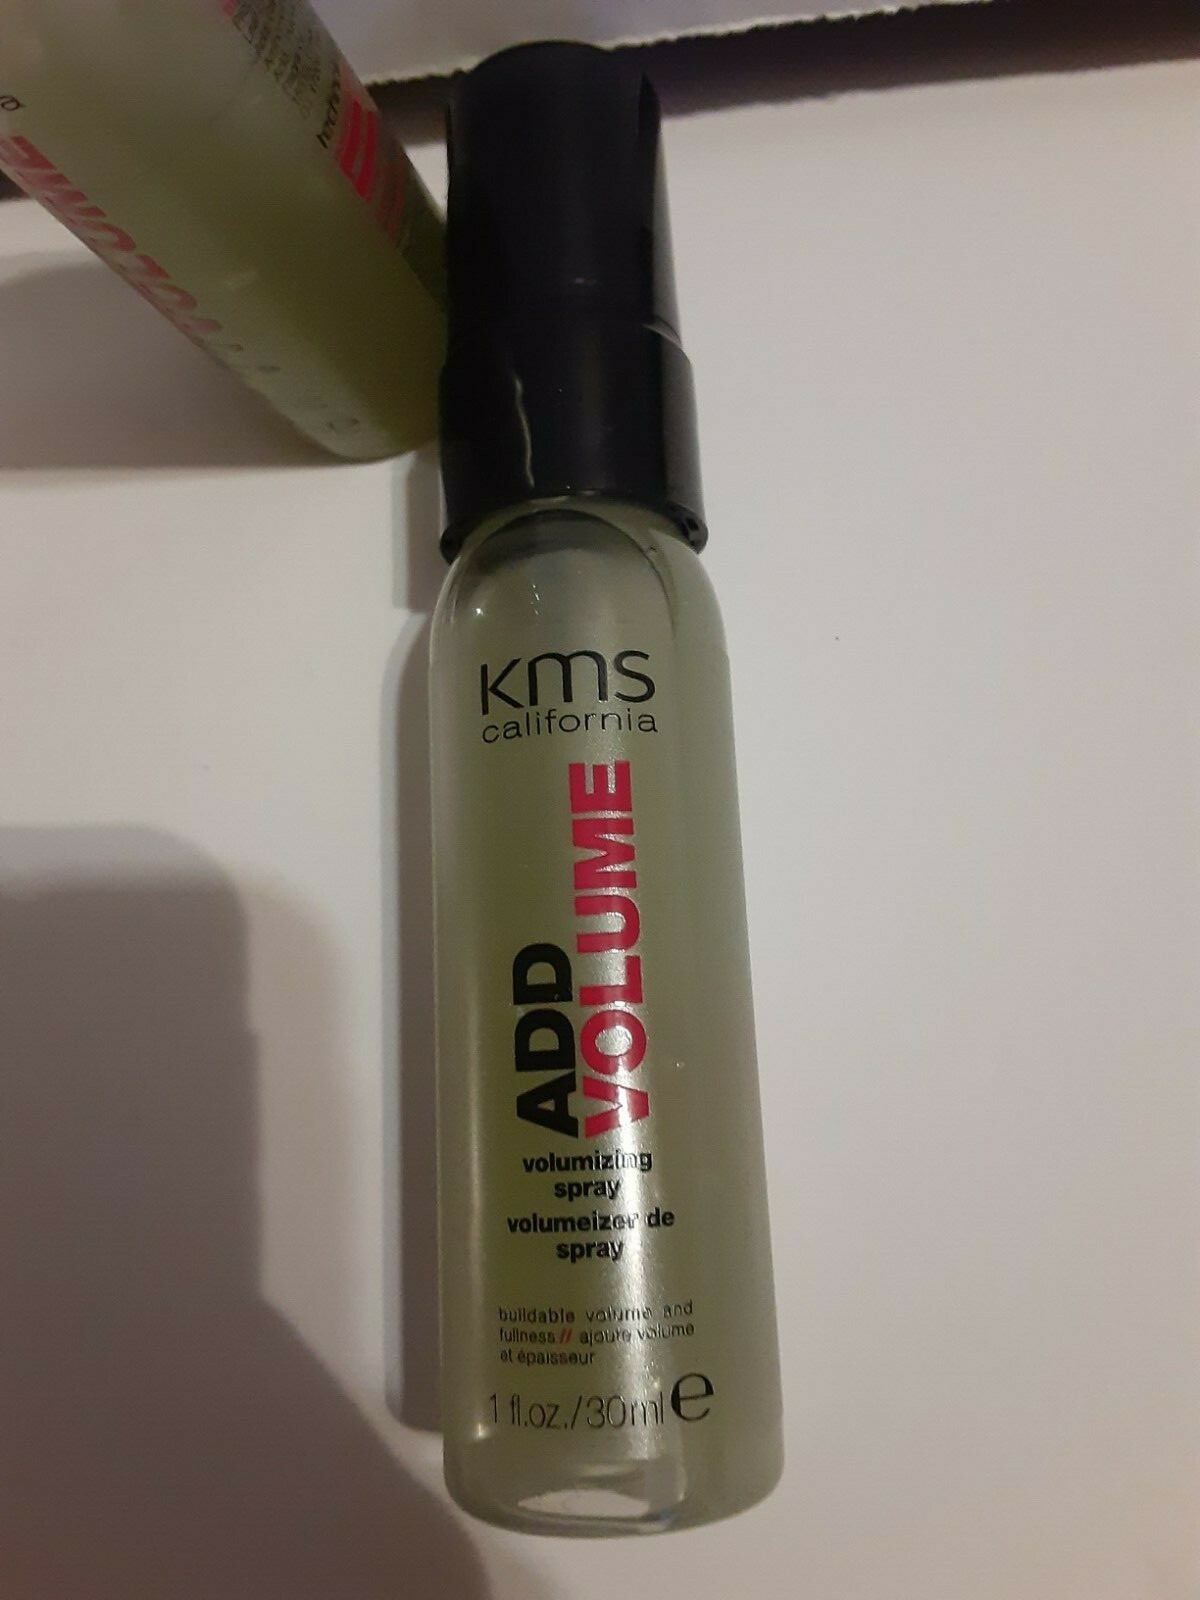 kms
california
ADD
VOLUME
volumizing
spray
volumeizer de
spray
buildable volume and
fullness // ajoute volume
et épaisseur
1 fl.oz./30ml e
VOLUME